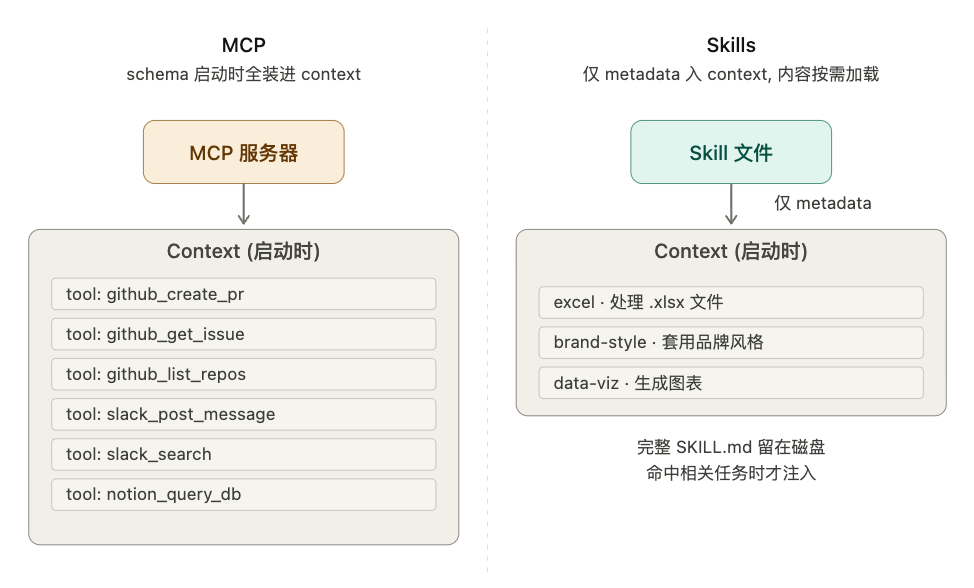 MCP
schema 启动时全装进 context
MCP 服务器
Context (启动时)
tool: github_create_pr
tool: github_get_issue
tool: github_list_repos
tool: slack_post_message
tool: slack_search
tool: notion_query_db
Skills
仅 metadata 入 context, 内容按需加载
Skill 文件
仅 metadata
Context (启动时)
excel · 处理 .xlsx 文件
brand-style · 套用品牌风格
data-viz · 生成图表
完整 SKILL.md 留在磁盘
命中相关任务时才注入